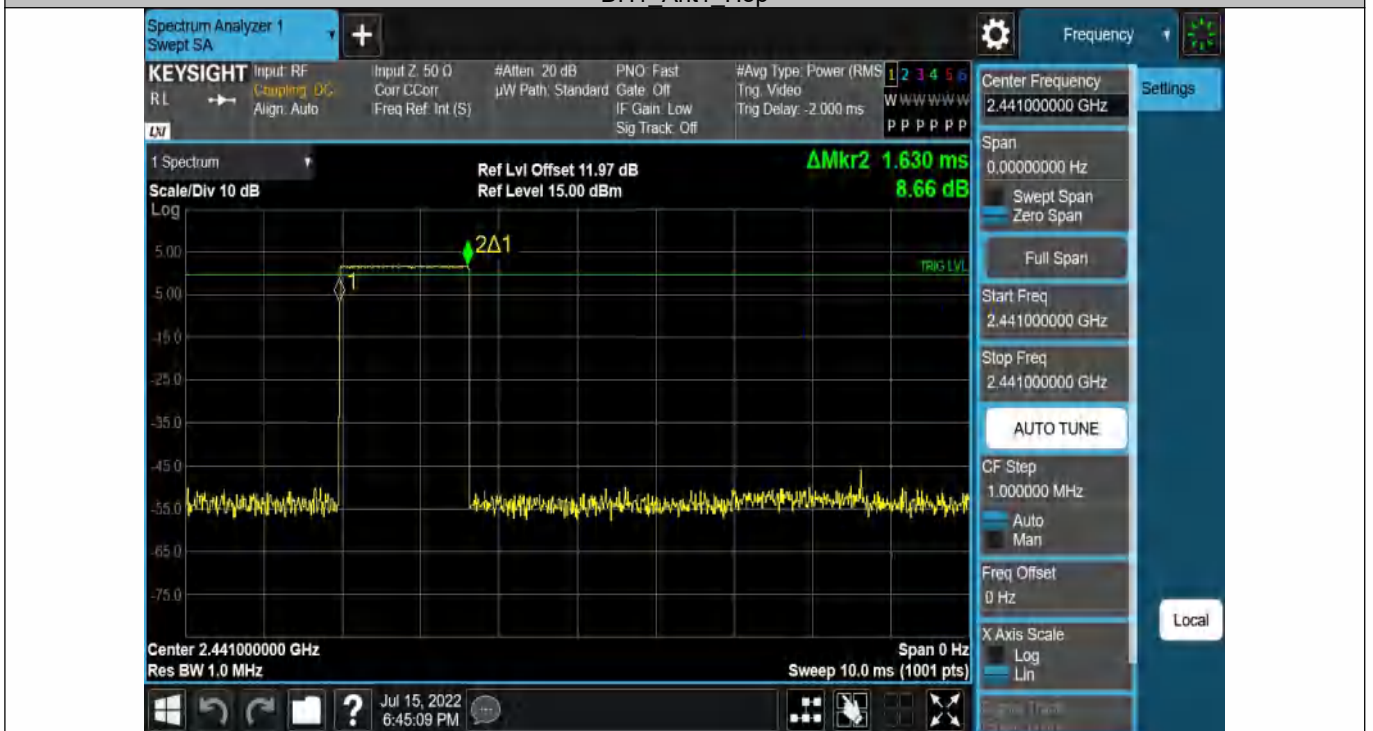 Spectrum Analyzer 1
Swept SA
+
Frequency
KEYSIGHT
RL
LXI
Input: RF
Coupling: DC
Align: Auto
Input Z: 50 Ω
Corr CCorr
Freq Ref: Int (S)
#Atten: 20 dB
µW Path: Standard
PNO: Fast
Gate: Off
IF Gain: Low
Sig Track: Off
#Avg Type: Power (RMS
Trig: Video
Trig Delay: -2.000 ms
1 2 3 4 5 6
W W W W W W
P P P P P P
1 Spectrum
Scale/Div 10 dB
Log
Ref Lvl Offset 11.97 dB
Ref Level 15.00 dBm
ΔMkr2 1.630 ms
8.66 dB
2Δ1
1
TRIG LVL
5.00
-5.00
-15.0
-25.0
-35.0
-45.0
-55.0
-65.0
-75.0
Center 2.441000000 GHz
Res BW 1.0 MHz
Span 0 Hz
Sweep 10.0 ms (1001 pts)
Jul 15, 2022
6:45:09 PM
?
Center Frequency
2.441000000 GHz
Settings
Span
0.00000000 Hz
Swept Span
Zero Span
Full Span
Start Freq
2.441000000 GHz
Stop Freq
2.441000000 GHz
AUTO TUNE
CF Step
1.000000 MHz
Auto
Man
Freq Offset
0 Hz
X Axis Scale
Log
Lin
Local